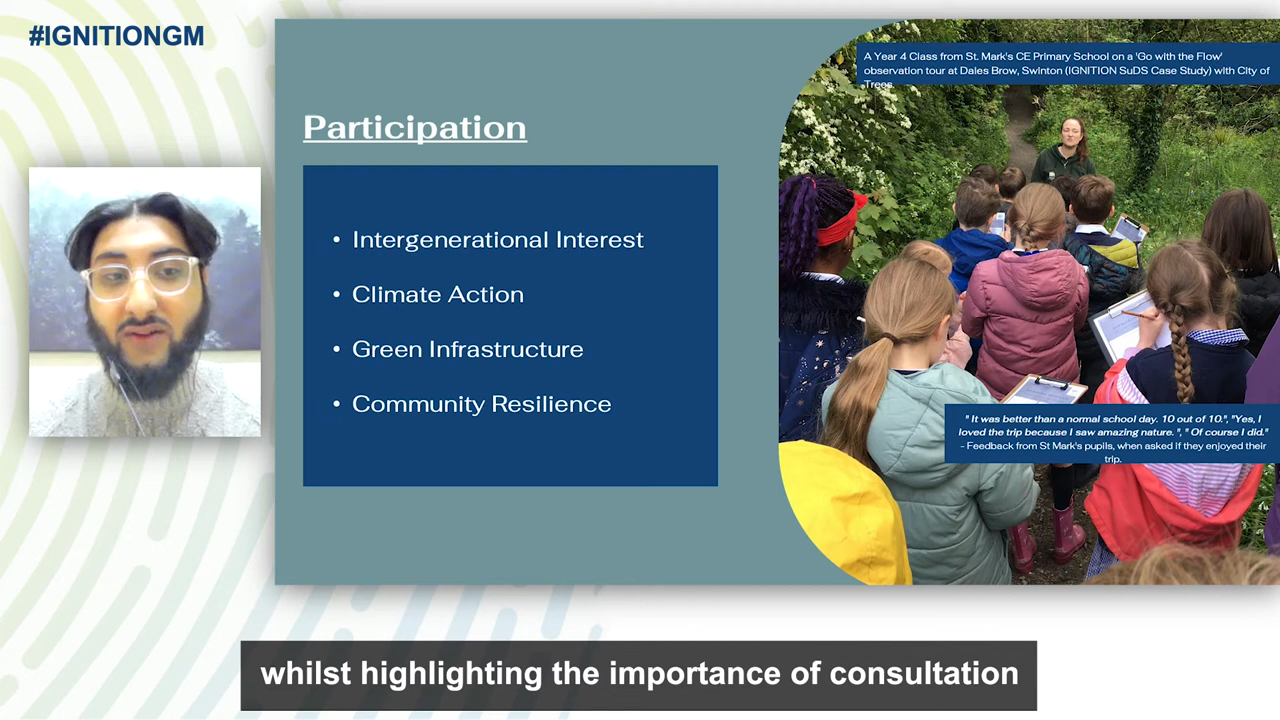 #IGNITIONGM
A Year 4 Class from St. Mark's CE Primary School on a 'Go with the Flow'
observation tour at Dales Brow, Swinton (IGNITION SuDS Case Study) with City of
Trees.
Participation
• Intergenerational Interest
• Climate Action
• Green Infrastructure
• Community Resilience
" It was better than a normal school day. 10 out of 10.", "Yes, I
loved the trip because I saw amazing nature. ", " Of course I did."
- Feedback from St Mark's pupils, when asked if they enjoyed their
trip.
whilst highlighting the importance of consultation